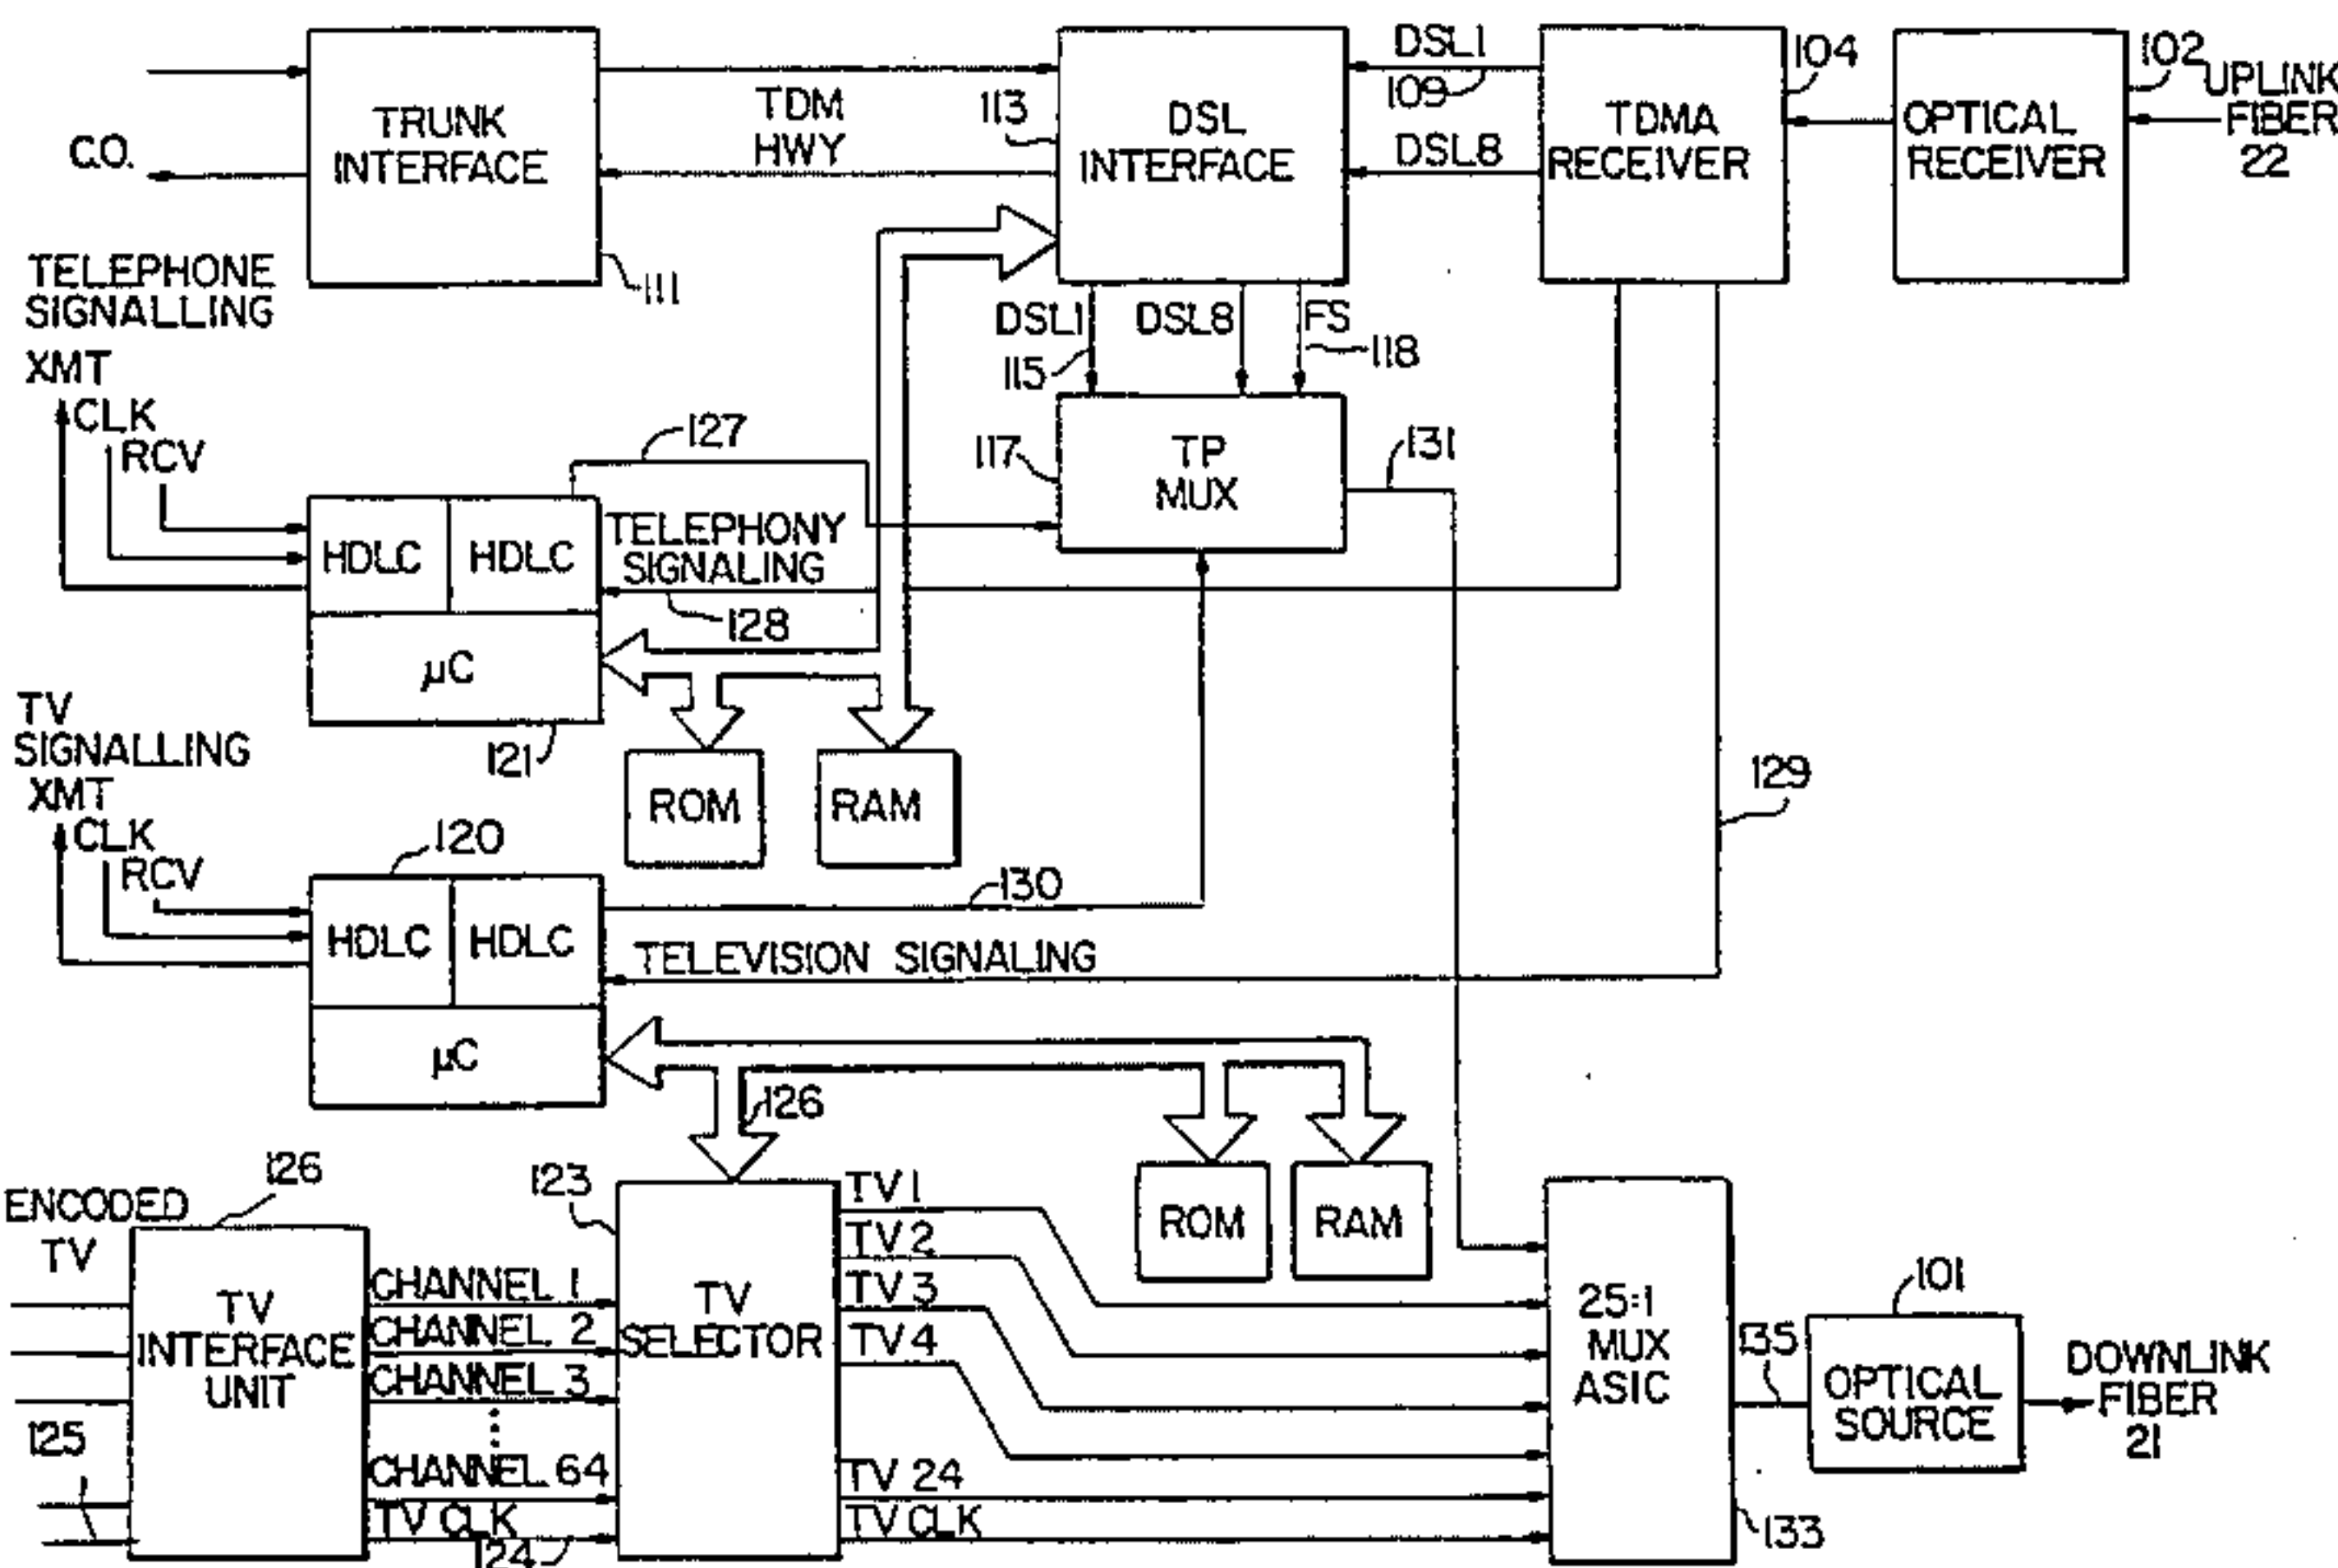 C.O.
TRUNK
INTERFACE
111
TDM
HWY
113
DSL
INTERFACE
DSL1
109
DSL8
TDMA
RECEIVER
104
OPTICAL
RECEIVER
102
UPLINK
FIBER
22
TELEPHONE
SIGNALLING
XMT
CLK
RCV
DSL1
115
DSL8
FS
118
117
TP
MUX
131
127
HDLC
HDLC
TELEPHONY
SIGNALING
128
µC
121
ROM
RAM
129
TV
SIGNALLING
XMT
CLK
RCV
120
HDLC
HDLC
130
TELEVISION SIGNALING
µC
126
ROM
RAM
ENCODED
TV
126
TV
INTERFACE
UNIT
125
CHANNEL 1
CHANNEL 2
CHANNEL 3
CHANNEL 64
TV CLK
124
123
TV
SELECTOR
TV 1
TV 2
TV 3
TV 4
TV 24
TV CLK
25:1
MUX
ASIC
133
135
101
OPTICAL
SOURCE
DOWNLINK
FIBER
21